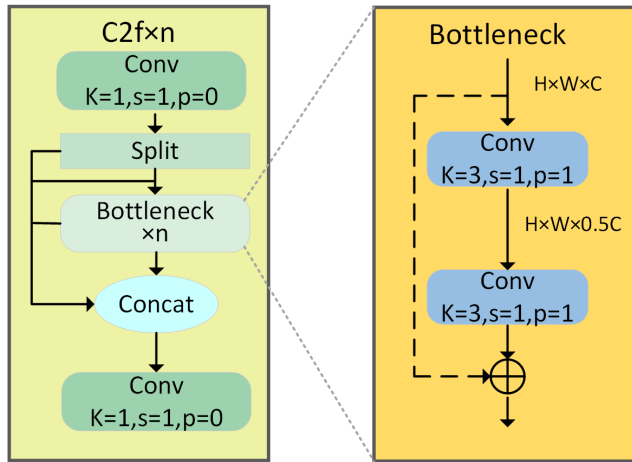 C2f×n
Conv
K=1,s=1,p=0
Split
Bottleneck
×n
Concat
Conv
K=1,s=1,p=0
Bottleneck
H×W×C
Conv
K=3,s=1,p=1
H×W×0.5C
Conv
K=3,s=1,p=1